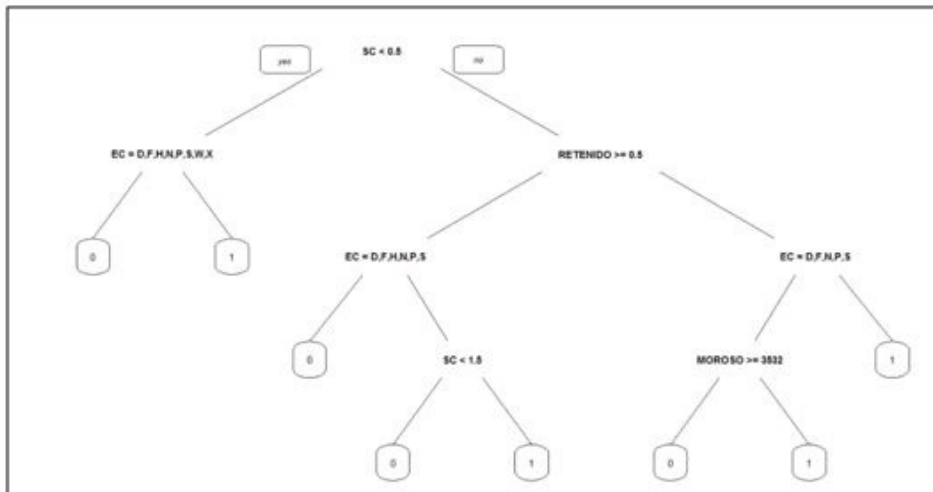 SC < 0.5
yes
no
EC = D,F,H,N,P,S,W,X
RETENIDO >= 0.5
0
1
EC = D,F,H,N,P,S
EC = D,F,N,P,S
0
SC < 1.5
MOROSO >= 3532
1
0
1
0
1